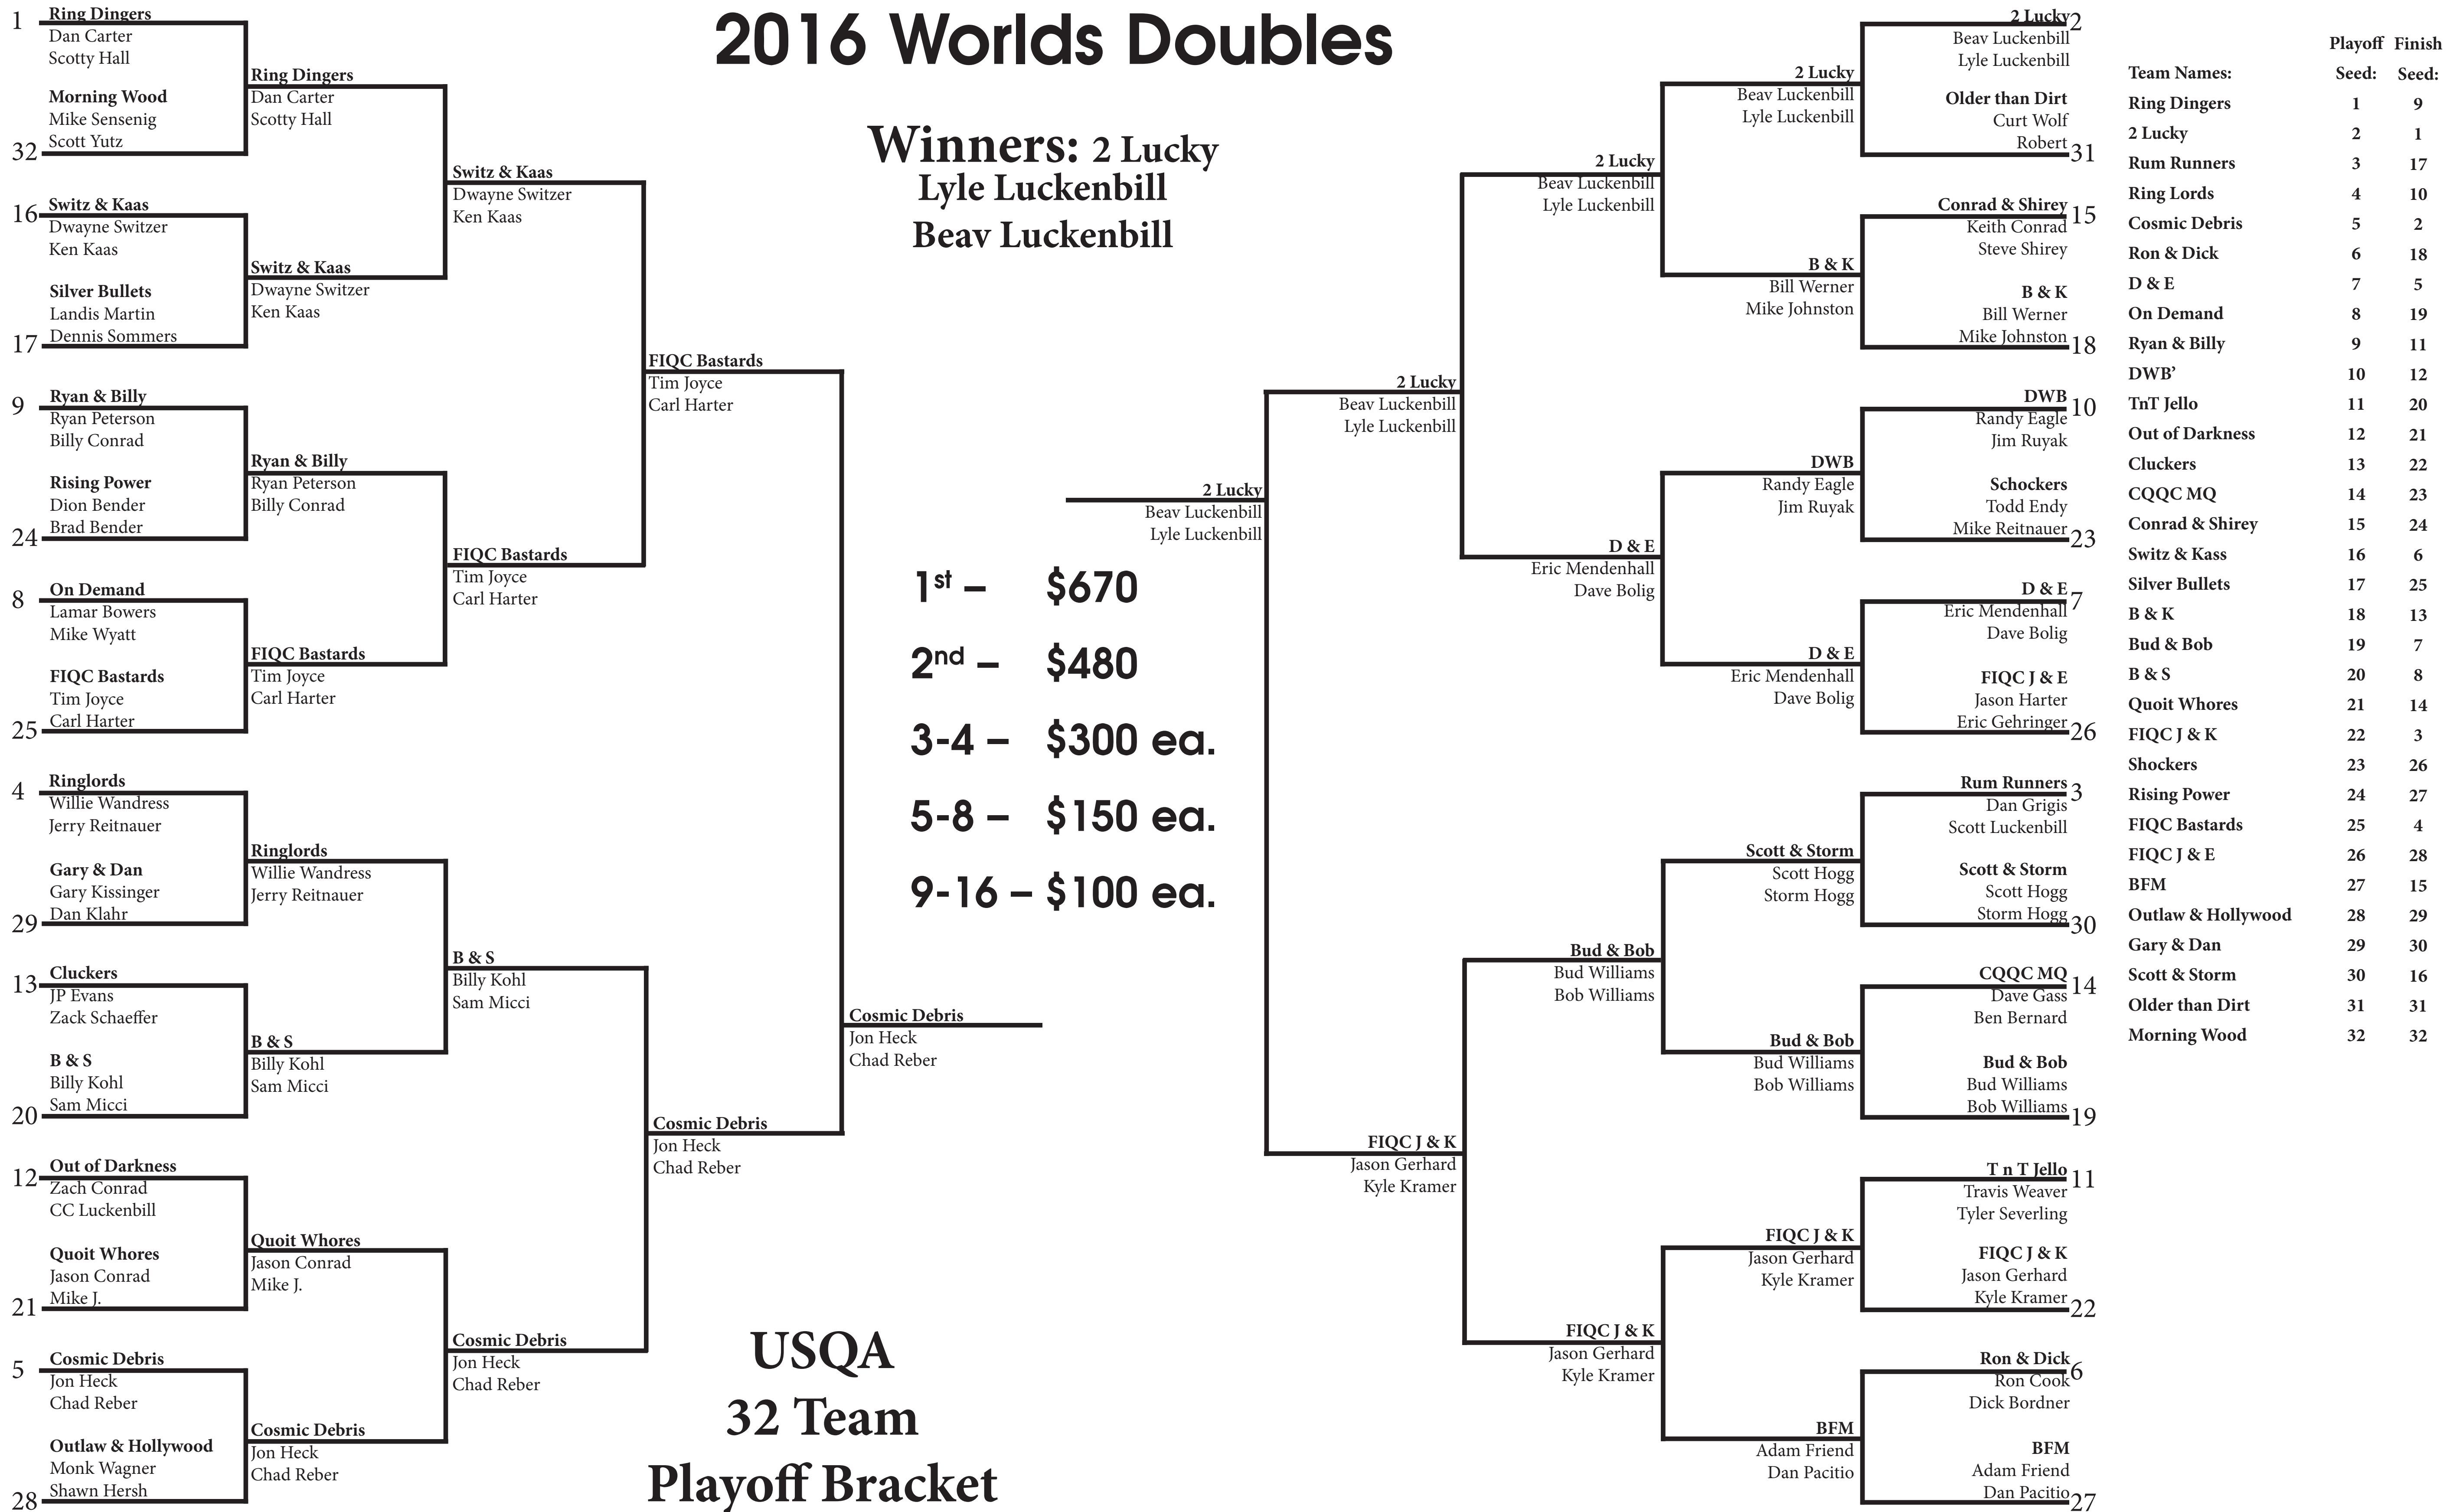 2016 Worlds Doubles
Winners: 2 Lucky
Lyle Luckenbill
Beav Luckenbill
1
Ring Dingers
Dan Carter
Scotty Hall
Morning Wood
Mike Sensenig
Scott Yutz
32
16
Switz & Kaas
Dwayne Switzer
Ken Kaas
Silver Bullets
Landis Martin
Dennis Sommers
17
9
Ryan & Billy
Ryan Peterson
Billy Conrad
Rising Power
Dion Bender
Brad Bender
24
8
On Demand
Lamar Bowers
Mike Wyatt
FIQC Bastards
Tim Joyce
Carl Harter
25
4
Ringlords
Willie Wandress
Jerry Reitnauer
Gary & Dan
Gary Kissinger
Dan Klahr
29
13
Cluckers
JP Evans
Zack Schaeffer
B & S
Billy Kohl
Sam Micci
20
12
Out of Darkness
Zach Conrad
CC Luckenbill
Quoit Whores
Jason Conrad
Mike J.
21
5
Cosmic Debris
Jon Heck
Chad Reber
Outlaw & Hollywood
Monk Wagner
Shawn Hersh
28
Ring Dingers
Dan Carter
Scotty Hall
Switz & Kaas
Dwayne Switzer
Ken Kaas
Ryan & Billy
Ryan Peterson
Billy Conrad
FIQC Bastards
Tim Joyce
Carl Harter
Ringlords
Willie Wandress
Jerry Reitnauer
B & S
Billy Kohl
Sam Micci
Quoit Whores
Jason Conrad
Mike J.
Cosmic Debris
Jon Heck
Chad Reber
Switz & Kaas
Dwayne Switzer
Ken Kaas
FIQC Bastards
Tim Joyce
Carl Harter
B & S
Billy Kohl
Sam Micci
Cosmic Debris
Jon Heck
Chad Reber
FIQC Bastards
Tim Joyce
Carl Harter
Cosmic Debris
Jon Heck
Chad Reber
Cosmic Debris
Jon Heck
Chad Reber
1st – $670
2nd – $480
3-4 – $300 ea.
5-8 – $150 ea.
9-16 – $100 ea.
USQA
32 Team
Playoff Bracket
2 Lucky
Beav Luckenbill
Lyle Luckenbill
2 Lucky
Beav Luckenbill
Lyle Luckenbill
FIQC J & K
Jason Gerhard
Kyle Kramer
2 Lucky
Beav Luckenbill
Lyle Luckenbill
D & E
Eric Mendenhall
Dave Bolig
Bud & Bob
Bud Williams
Bob Williams
FIQC J & K
Jason Gerhard
Kyle Kramer
2 Lucky
Beav Luckenbill
Lyle Luckenbill
B & K
Bill Werner
Mike Johnston
DWB
Randy Eagle
Jim Ruyak
D & E
Eric Mendenhall
Dave Bolig
Scott & Storm
Scott Hogg
Storm Hogg
Bud & Bob
Bud Williams
Bob Williams
FIQC J & K
Jason Gerhard
Kyle Kramer
BFM
Adam Friend
Dan Pacitio
2 Lucky
2
Beav Luckenbill
Lyle Luckenbill
Older than Dirt
Curt Wolf
Robert
31
Conrad & Shirey
15
Keith Conrad
Steve Shirey
B & K
Bill Werner
Mike Johnston
18
DWB
10
Randy Eagle
Jim Ruyak
Schockers
Todd Endy
Mike Reitnauer
23
D & E
7
Eric Mendenhall
Dave Bolig
FIQC J & E
Jason Harter
Eric Gehringer
26
Rum Runners
3
Dan Grigis
Scott Luckenbill
Scott & Storm
Scott Hogg
Storm Hogg
30
CQQC MQ
14
Dave Gass
Ben Bernard
Bud & Bob
Bud Williams
Bob Williams
19
T n T Jello
11
Travis Weaver
Tyler Severling
FIQC J & K
Jason Gerhard
Kyle Kramer
22
Ron & Dick
6
Ron Cook
Dick Bordner
BFM
Adam Friend
Dan Pacitio
27
Playoff Finish
Team Names: Seed: Seed:
Ring Dingers 1 9
2 Lucky 2 1
Rum Runners 3 17
Ring Lords 4 10
Cosmic Debris 5 2
Ron & Dick 6 18
D & E 7 5
On Demand 8 19
Ryan & Billy 9 11
DWB’ 10 12
TnT Jello 11 20
Out of Darkness 12 21
Cluckers 13 22
CQQC MQ 14 23
Conrad & Shirey 15 24
Switz & Kass 16 6
Silver Bullets 17 25
B & K 18 13
Bud & Bob 19 7
B & S 20 8
Quoit Whores 21 14
FIQC J & K 22 3
Shockers 23 26
Rising Power 24 27
FIQC Bastards 25 4
FIQC J & E 26 28
BFM 27 15
Outlaw & Hollywood 28 29
Gary & Dan 29 30
Scott & Storm 30 16
Older than Dirt 31 31
Morning Wood 32 32